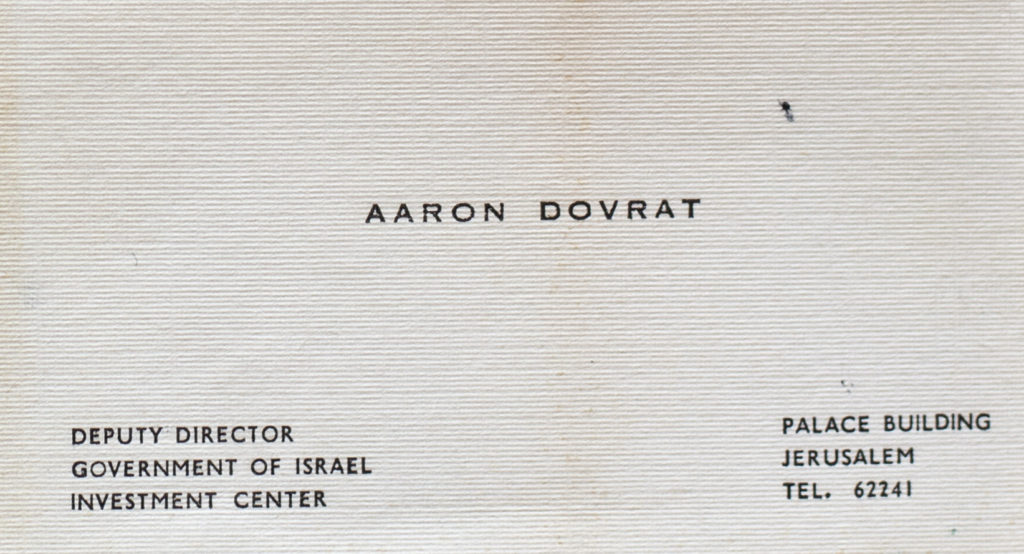 AARON DOVRAT
DEPUTY DIRECTOR
GOVERNMENT OF ISRAEL
INVESTMENT CENTER
PALACE BUILDING
JERUSALEM
TEL. 62241